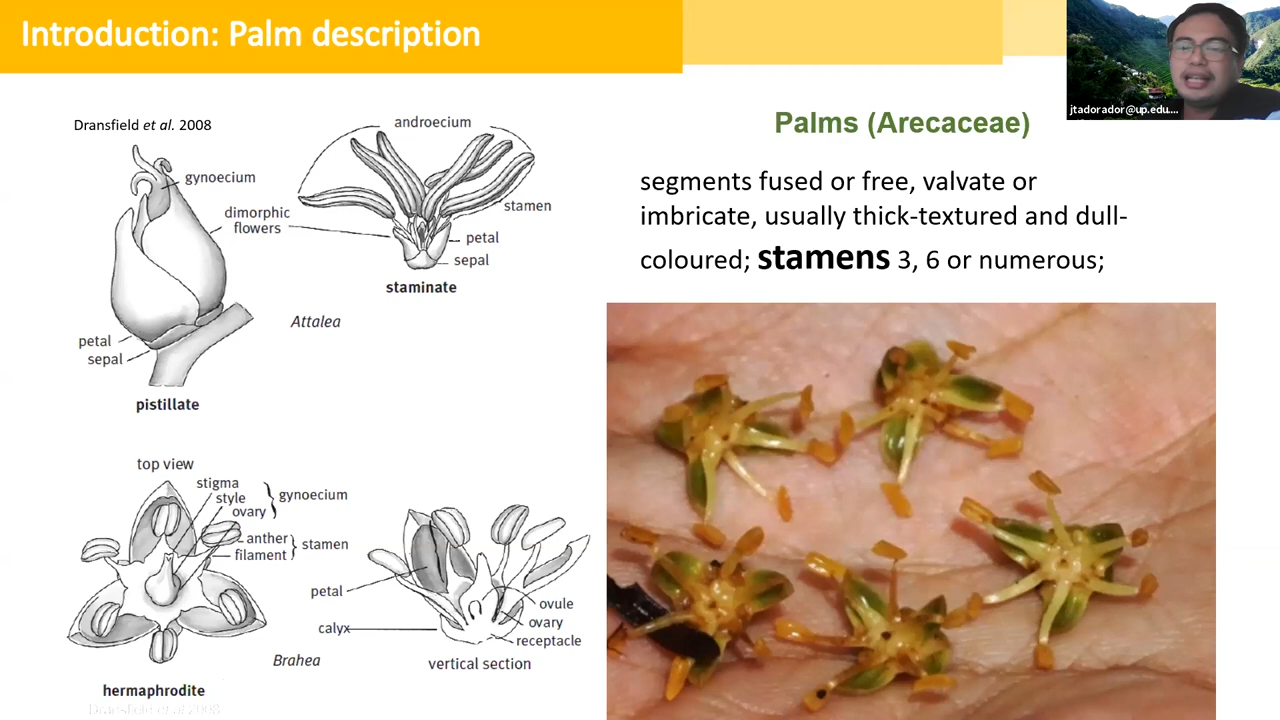 Introduction: Palm description
jtadorador@up.edu....
Dransfield et al. 2008
Palms (Arecaceae)
segments fused or free, valvate or
imbricate, usually thick-textured and dull-
coloured; stamens 3, 6 or numerous;
androecium
gynoecium
dimorphic
flowers
stamen
petal
sepal
staminate
Attalea
petal
sepal
pistillate
top view
stigma
style
ovary
gynoecium
anther
filament
stamen
petal
calyx
ovule
ovary
receptacle
Brahea
vertical section
hermaphrodite
Dransfield et al 2008